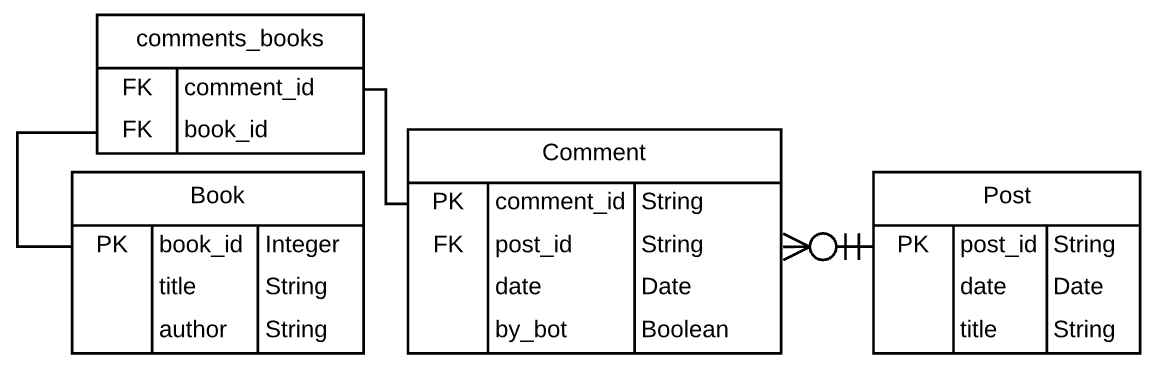 comments_books
FK comment_id
FK book_id
Book
PK book_id Integer
title String
author String
Comment
PK comment_id String
FK post_id String
date Date
by_bot Boolean
Post
PK post_id String
date Date
title String